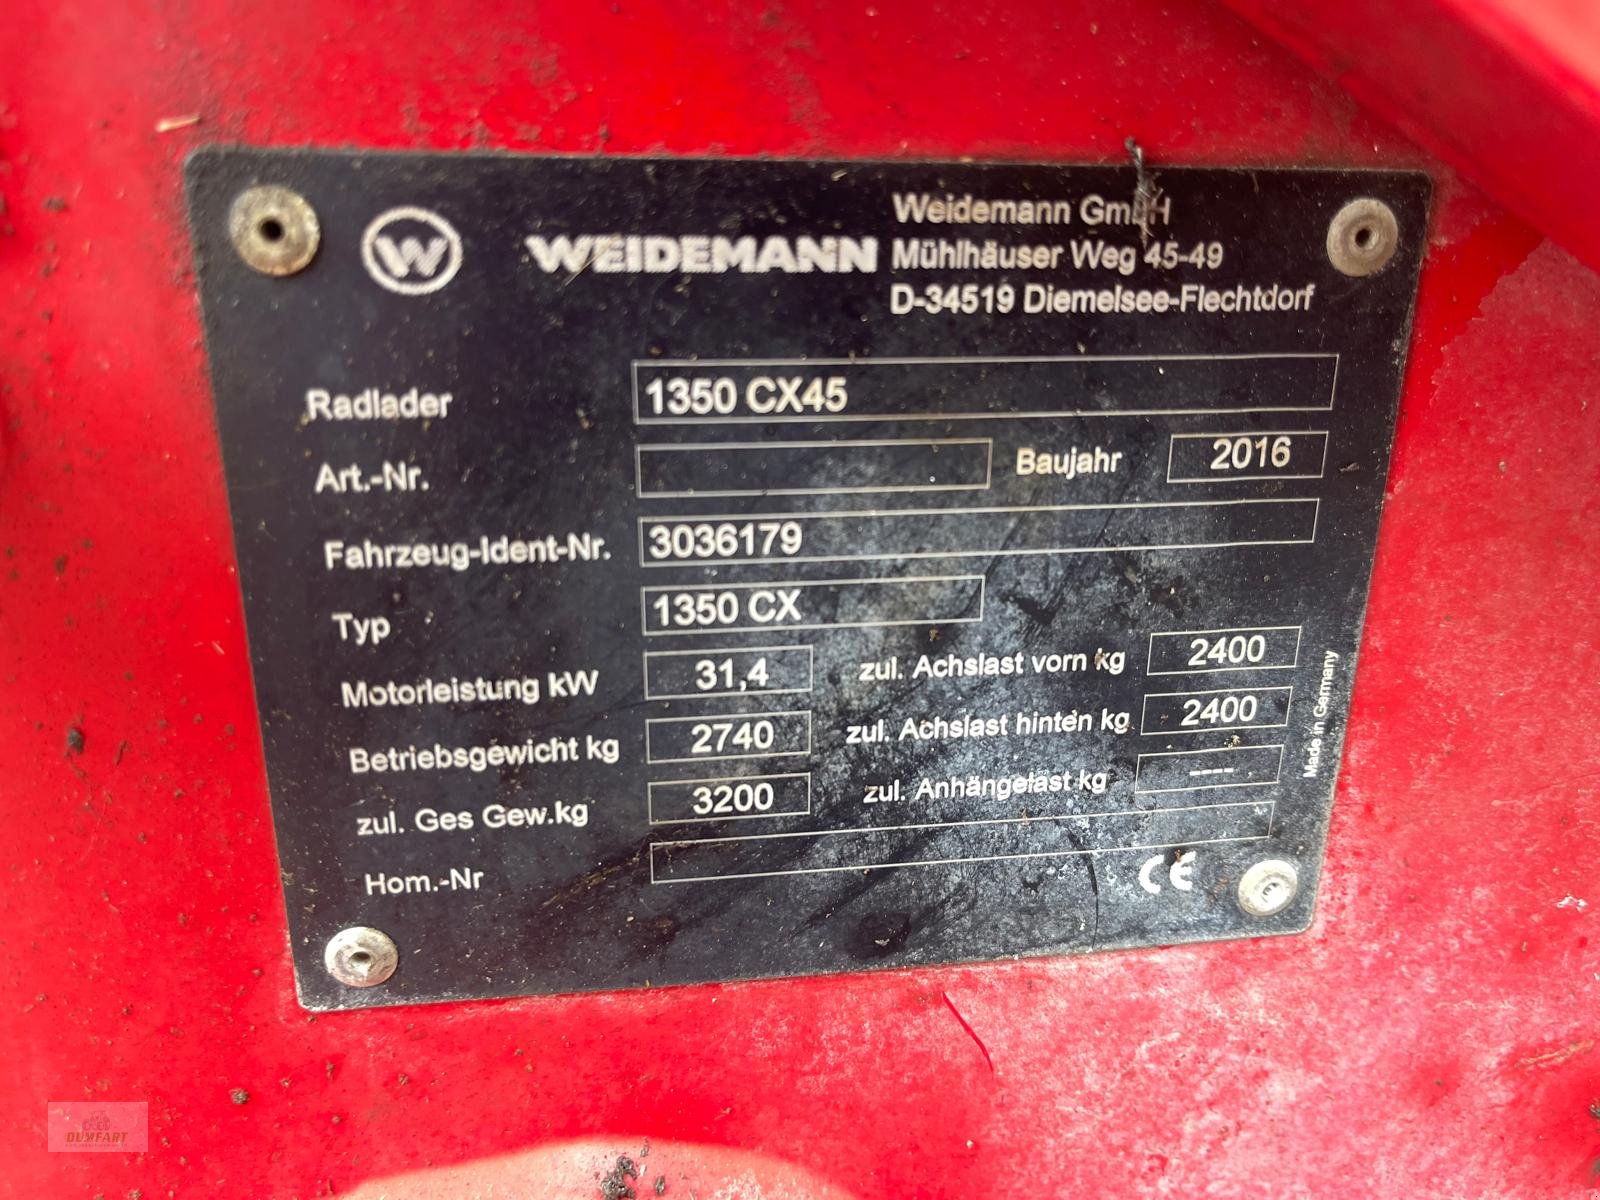 W WEIDEMANN
Weidemann GmbH
Mühlhäuser Weg 45-49
D-34519 Diemelsee-Flechtdorf
Radlader 1350 CX45
Art.-Nr. Baujahr 2016
Fahrzeug-Ident-Nr. 3036179
Typ 1350 CX
Motorleistung kW 31,4 zul. Achslast vorn kg 2400
Betriebsgewicht kg 2740 zul. Achslast hinten kg 2400
zul. Ges Gew.kg 3200 zul. Anhängelast kg ----
Hom.-Nr
CE
Made in Germany
DUMFART